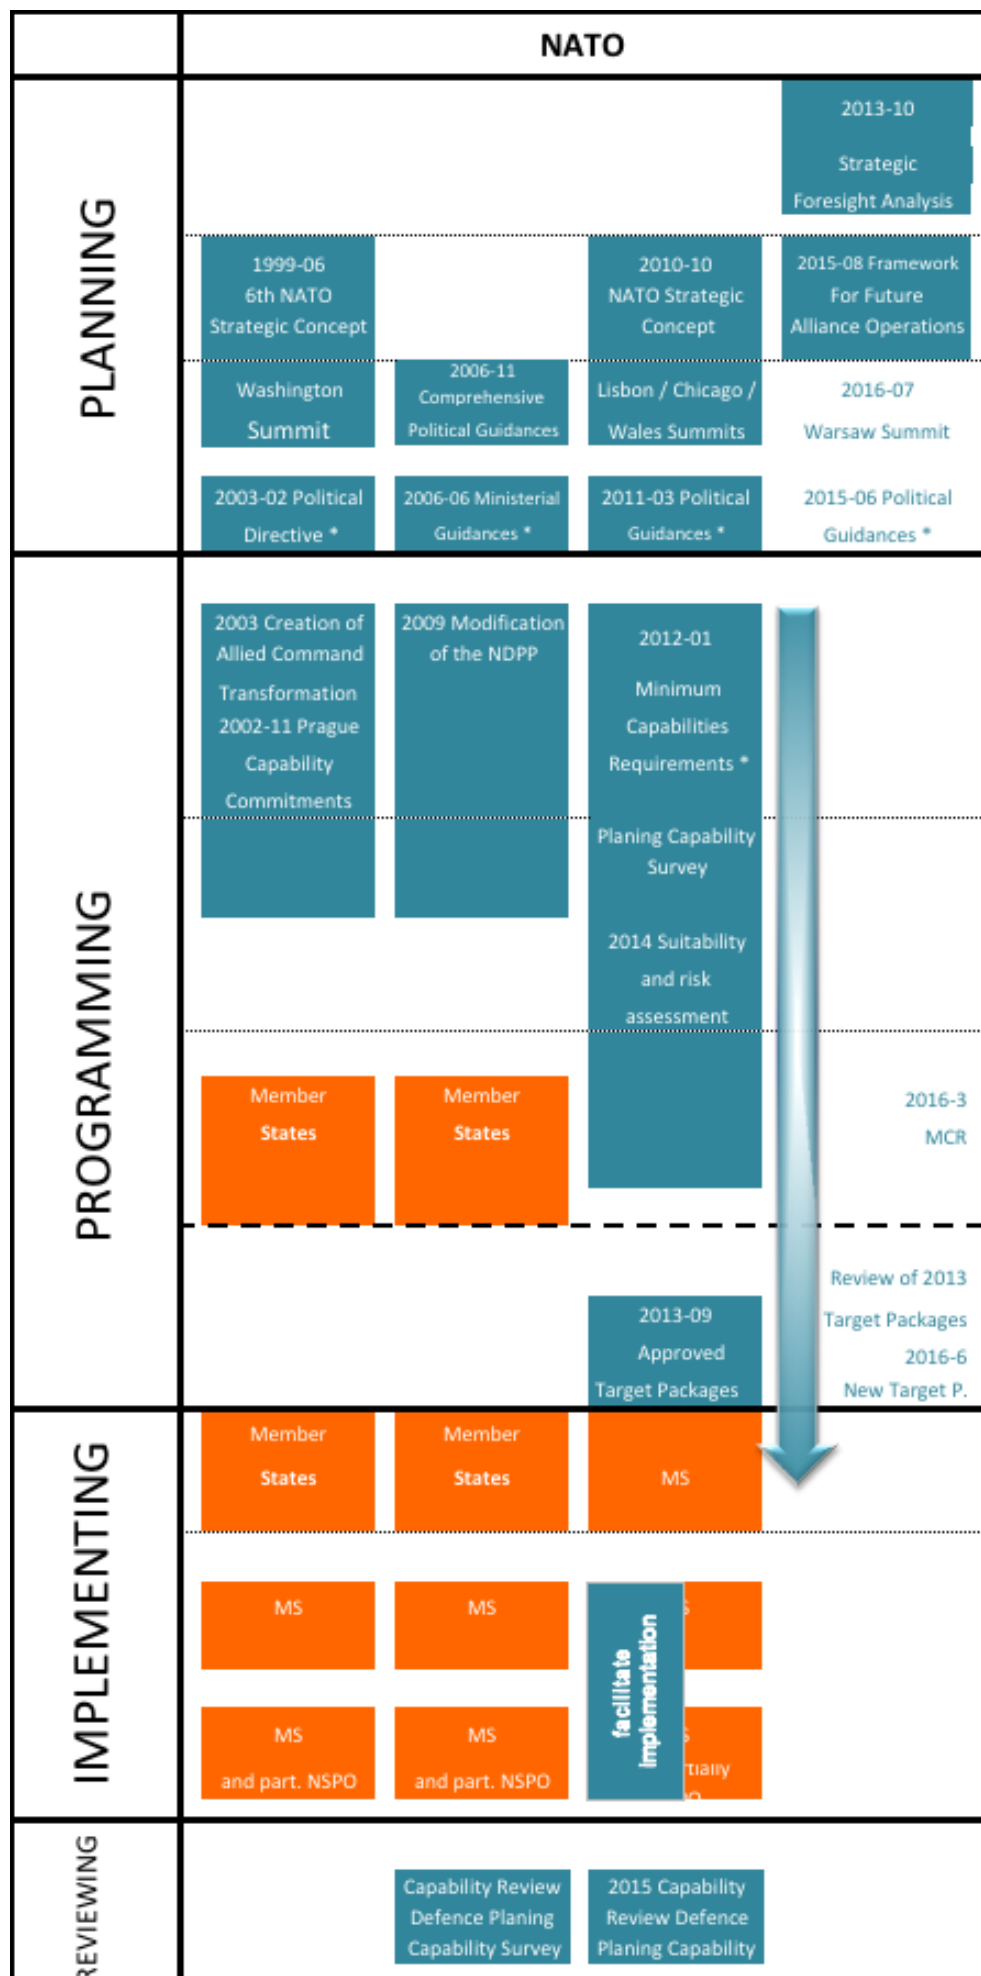 NATO
PLANNING
2013-10
Strategic
Foresight Analysis
1999-06
6th NATO
Strategic Concept
2010-10
NATO Strategic
Concept
2015-08 Framework
For Future
Alliance Operations
Washington
Summit
2006-11
Comprehensive
Political Guidances
Lisbon / Chicago /
Wales Summits
2016-07
Warsaw Summit
2003-02 Political
Directive *
2006-06 Ministerial
Guidances *
2011-03 Political
Guidances *
2015-06 Political
Guidances *
PROGRAMMING
2003 Creation of
Allied Command
Transformation
2002-11 Prague
Capability
Commitments
2009 Modification
of the NDPP
2012-01
Minimum
Capabilities
Requirements *
Planing Capability
Survey
2014 Suitability
and risk
assessment
Member
States
Member
States
2016-3
MCR
2013-09
Approved
Target Packages
Review of 2013
Target Packages
2016-6
New Target P.
IMPLEMENTING
Member
States
Member
States
MS
MS
MS
facilitate
implementation
MS
and part. NSPO
MS
and part. NSPO
REVIEWING
Capability Review
Defence Planing
Capability Survey
2015 Capability
Review Defence
Planing Capability